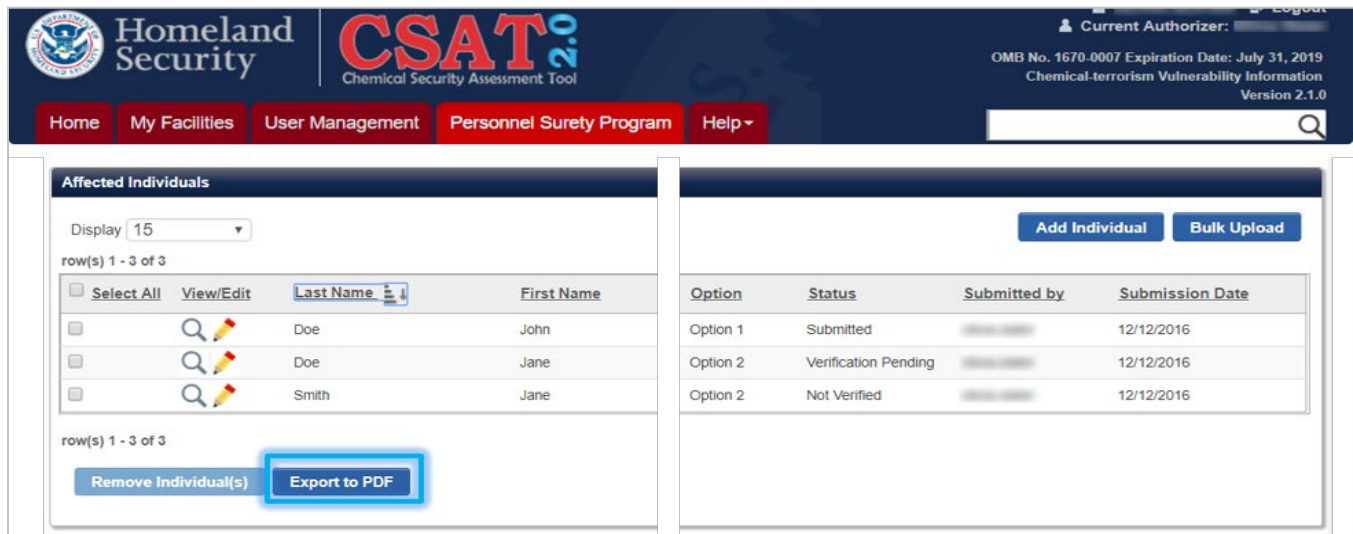 Homeland
Security
CSAT 2.0
Chemical Security Assessment Tool
Logout
Current Authorizer:
OMB No. 1670-0007 Expiration Date: July 31, 2019
Chemical-terrorism Vulnerability Information
Version 2.1.0
Home My Facilities User Management Personnel Surety Program Help
Affected Individuals
Display 15
Add Individual Bulk Upload
row(s) 1 - 3 of 3
Select All View/Edit Last Name First Name Option Status Submitted by Submission Date
Doe John Option 1 Submitted 12/12/2016
Doe Jane Option 2 Verification Pending 12/12/2016
Smith Jane Option 2 Not Verified 12/12/2016
row(s) 1 - 3 of 3
Remove Individual(s) Export to PDF